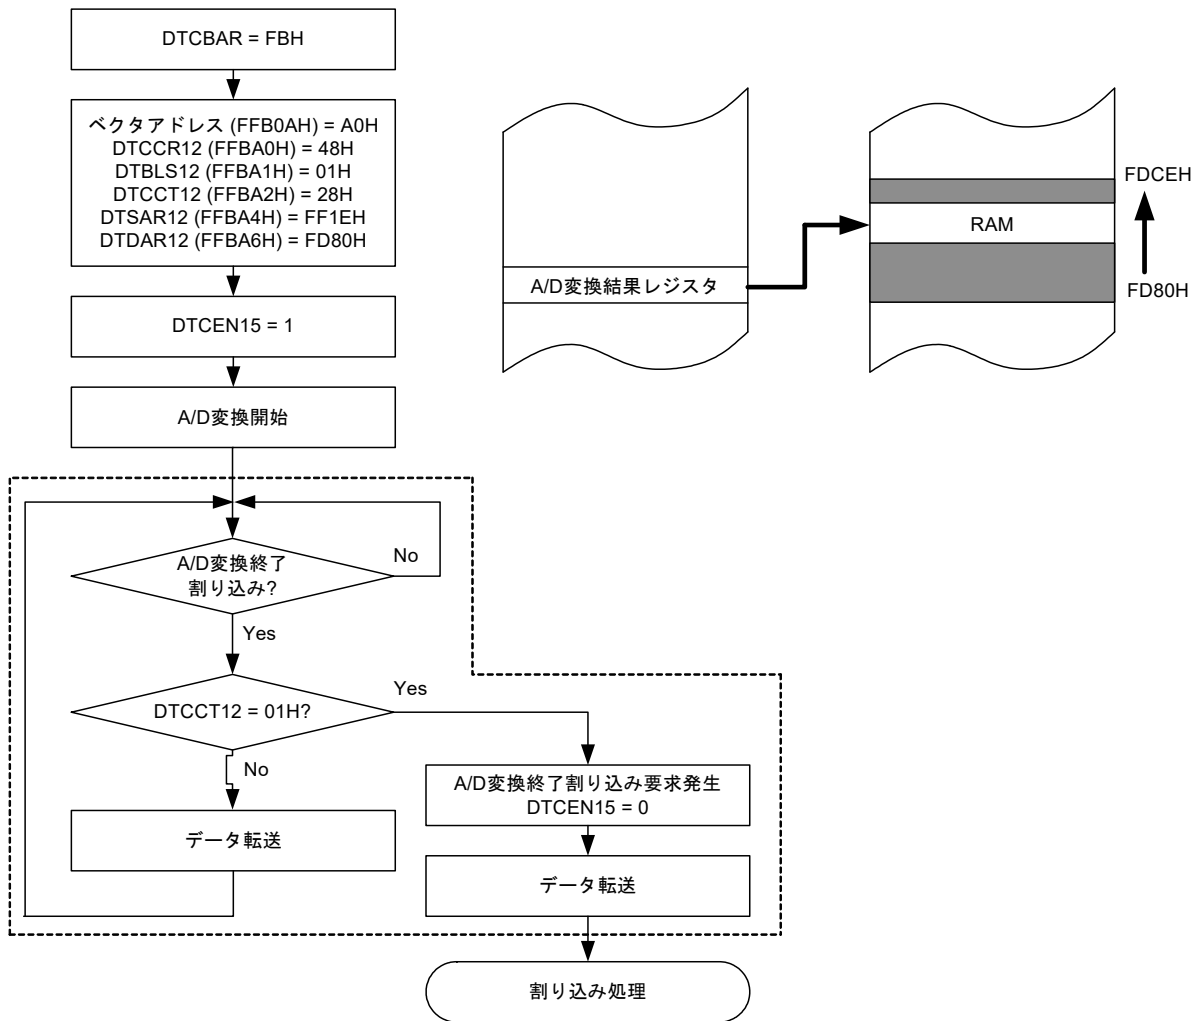 DTCBAR = FBH
ベクタアドレス (FFB0AH) = A0H
DTCCR12 (FFBA0H) = 48H
DTBLS12 (FFBA1H) = 01H
DTCCT12 (FFBA2H) = 28H
DTSAR12 (FFBA4H) = FF1EH
DTDAR12 (FFBA6H) = FD80H
DTCEN15 = 1
A/D変換開始
A/D変換終了
割り込み?
No
Yes
DTCCT12 = 01H?
Yes
No
データ転送
A/D変換終了割り込み要求発生
DTCEN15 = 0
データ転送
割り込み処理
A/D変換結果レジスタ
RAM
FDCEH
FD80H